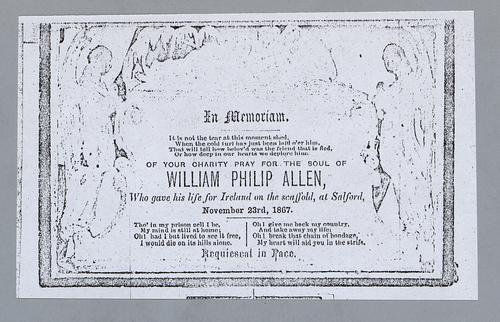 In Memoriam.
It is not the tear at this moment shed,
When the cold turf has just been laid o'er him,
That will tell how belov'd was the friend that is fled,
Or how deep in our hearts we deplore him.
OF YOUR CHARITY PRAY FOR THE SOUL OF
WILLIAM PHILIP ALLEN,
Who gave his life for Ireland on the scaffold, at Salford,
November 23rd, 1867.
Tho' in my prison cell I be,
My mind is still at home;
Oh! had I but lived to see it free,
I would die on its hills alone.
Oh! give me back my country,
And take away my life;
Oh! break that chain of bondage,
My heart will aid you in the strife.
Requiescat in Pace.